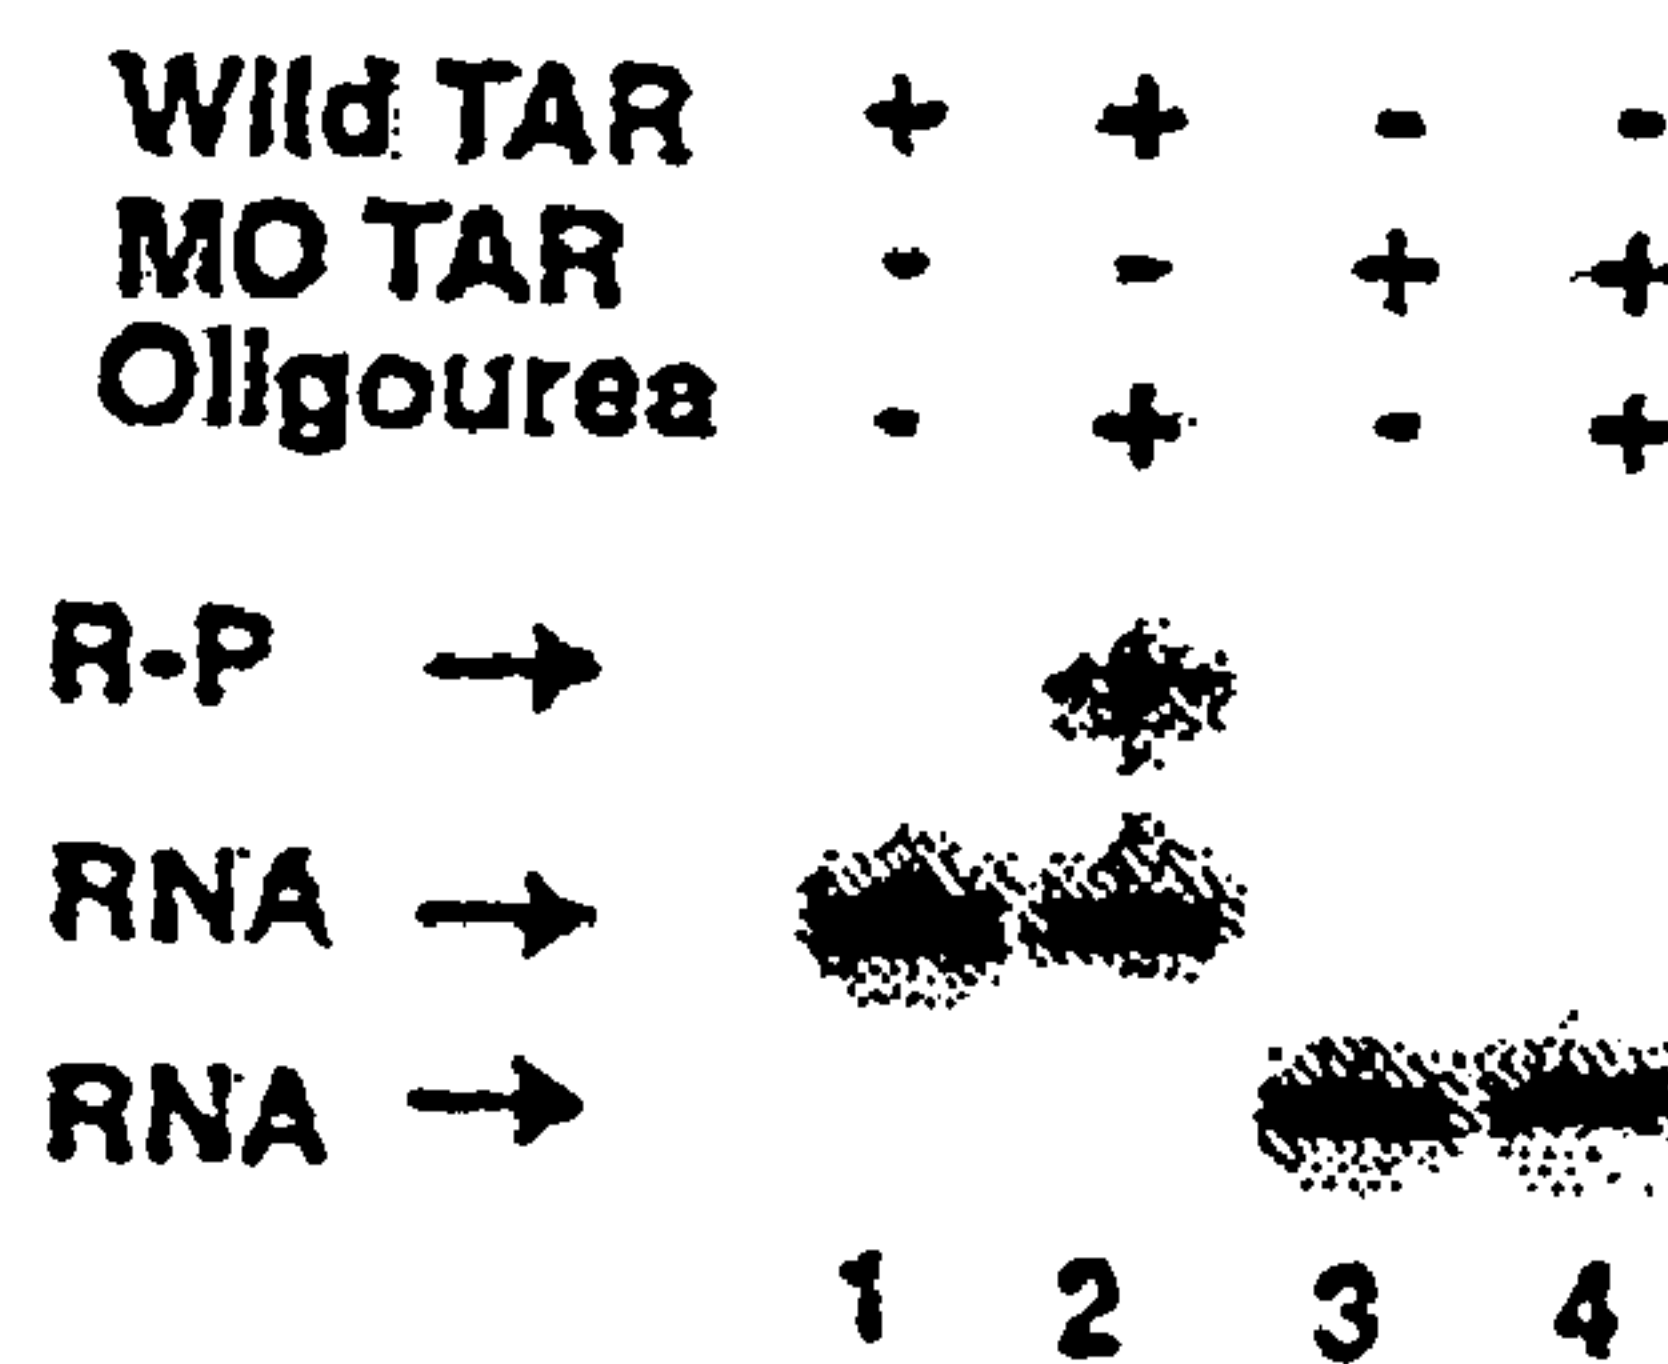 Wild TAR + + - -
MO TAR - - + +
Oligourea - + - +
R-P →
RNA →
RNA →
1 2 3 4